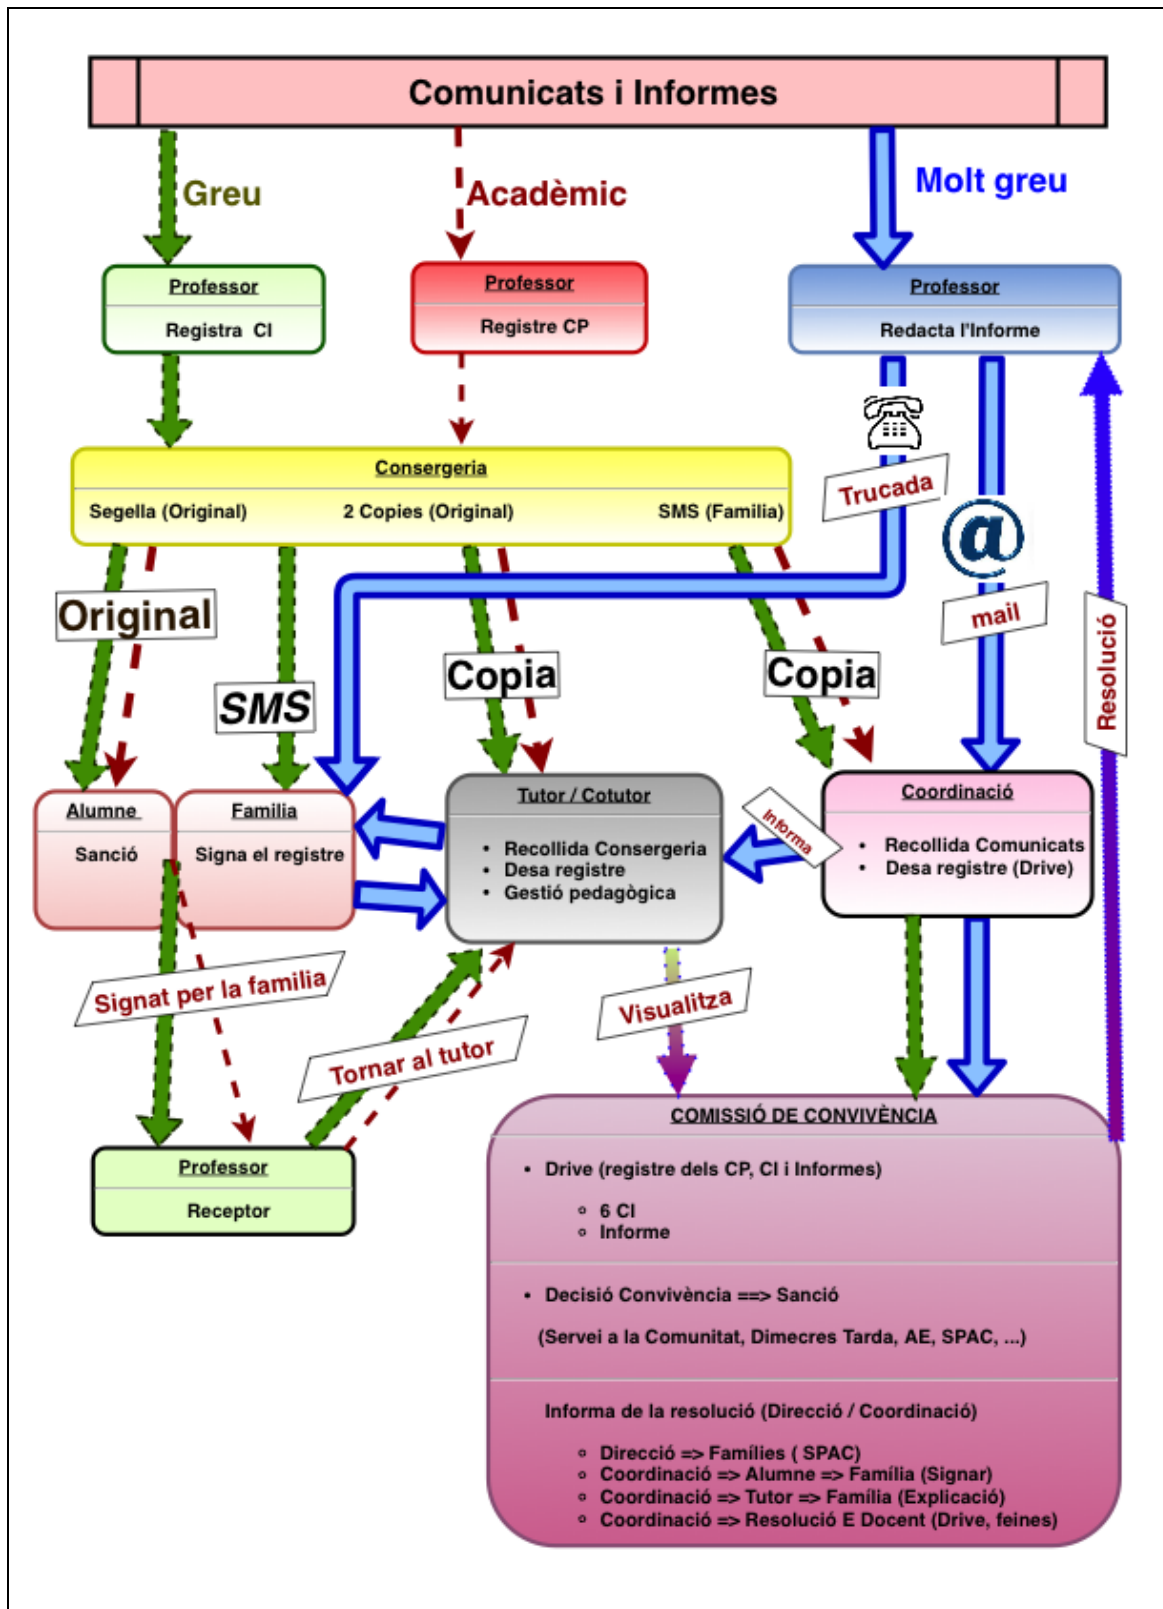 Comunicats i Informes
Greu
Acadèmic
Molt greu
Professor
Registra CI
Professor
Registre CP
Professor
Redacta l'Informe
Consergeria
Segella (Original)
2 Copies (Original)
SMS (Familia)
Trucada
@
mail
Resolució
Original
SMS
Copia
Copia
Alumne
Sanció
Familia
Signa el registre
Tutor / Cotutor
• Recollida Consergeria
• Desa registre
• Gestió pedagògica
Informa
Coordinació
• Recollida Comunicats
• Desa registre (Drive)
Signat per la familia
Tornar al tutor
Visualitza
Professor
Receptor
COMISSIÓ DE CONVIVÈNCIA
• Drive (registre dels CP, CI i Informes)
◦ 6 CI
◦ Informe
• Decisió Convivència ==> Sanció
(Servei a la Comunitat, Dimecres Tarda, AE, SPAC, ...)
Informa de la resolució (Direcció / Coordinació)
◦ Direcció => Famílies ( SPAC)
◦ Coordinació => Alumne => Família (Signar)
◦ Coordinació => Tutor => Família (Explicació)
◦ Coordinació => Resolució E Docent (Drive, feines)